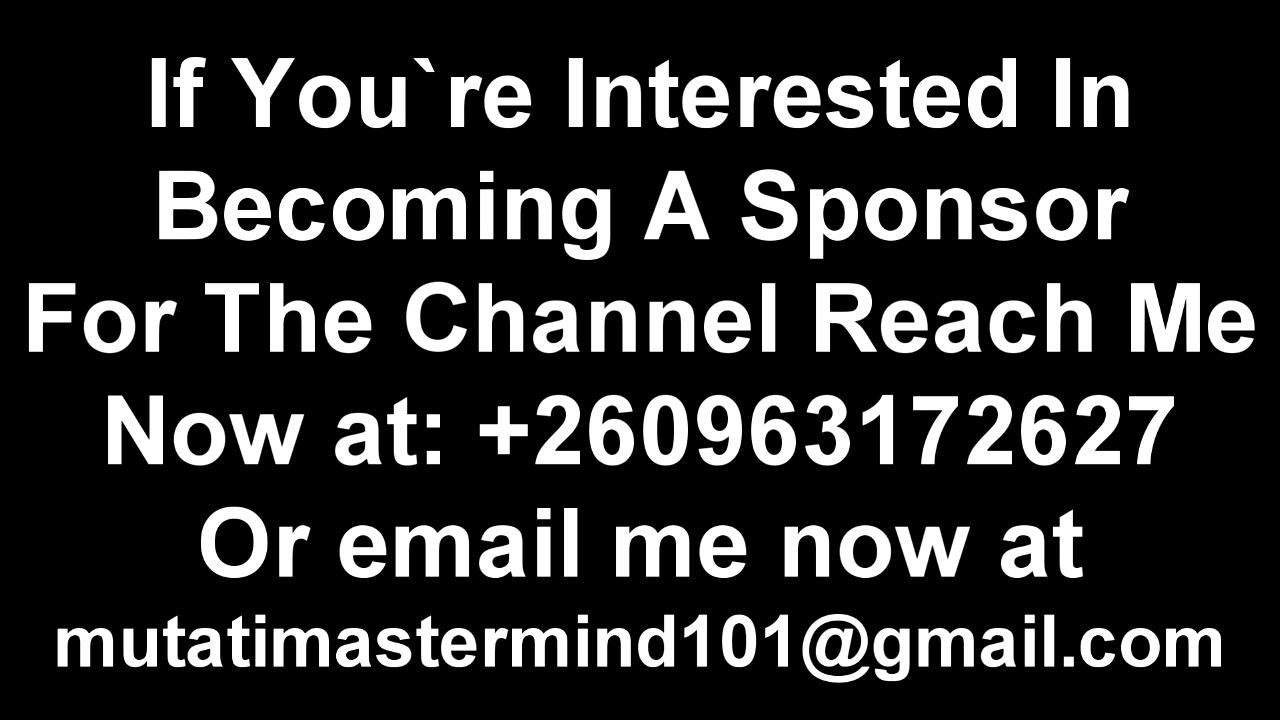 If You`re Interested In
Becoming A Sponsor
For The Channel Reach Me
Now at: +260963172627
Or email me now at
mutatimastermind101@gmail.com